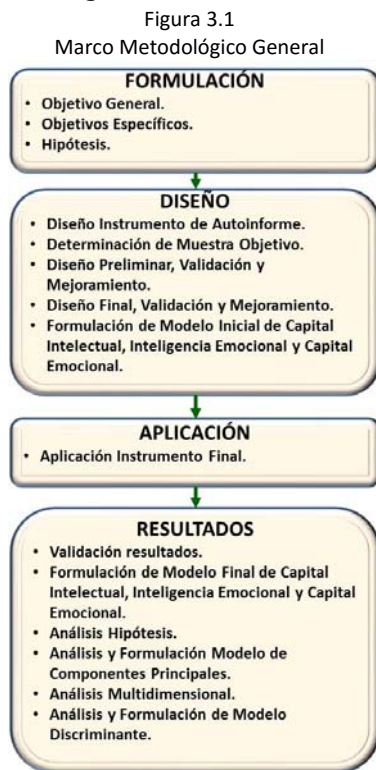 Figura 3.1
Marco Metodológico General
FORMULACIÓN
• Objetivo General.
• Objetivos Específicos.
• Hipótesis.
DISEÑO
• Diseño Instrumento de Autoinforme.
• Determinación de Muestra Objetivo.
• Diseño Preliminar, Validación y
Mejoramiento.
• Diseño Final, Validación y Mejoramiento.
• Formulación de Modelo Inicial de Capital
Intelectual, Inteligencia Emocional y Capital
Emocional.
APLICACIÓN
• Aplicación Instrumento Final.
RESULTADOS
• Validación resultados.
• Formulación de Modelo Final de Capital
Intelectual, Inteligencia Emocional y Capital
Emocional.
• Análisis Hipótesis.
• Análisis y Formulación Modelo de
Componentes Principales.
• Análisis Multidimensional.
• Análisis y Formulación de Modelo
Discriminante.